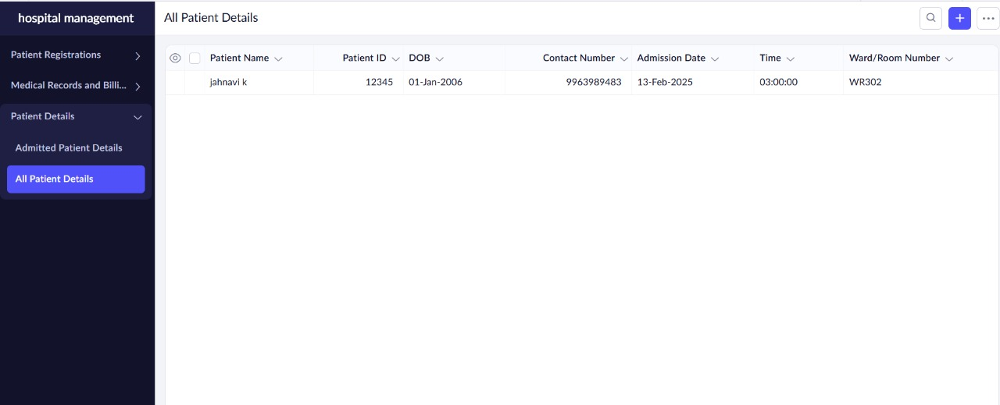 hospital management
All Patient Details
Patient Registrations
Medical Records and Billi...
Patient Details
Admitted Patient Details
All Patient Details
Patient Name Patient ID DOB Contact Number Admission Date Time Ward/Room Number
jahnavi k 12345 01-Jan-2006 9963989483 13-Feb-2025 03:00:00 WR302